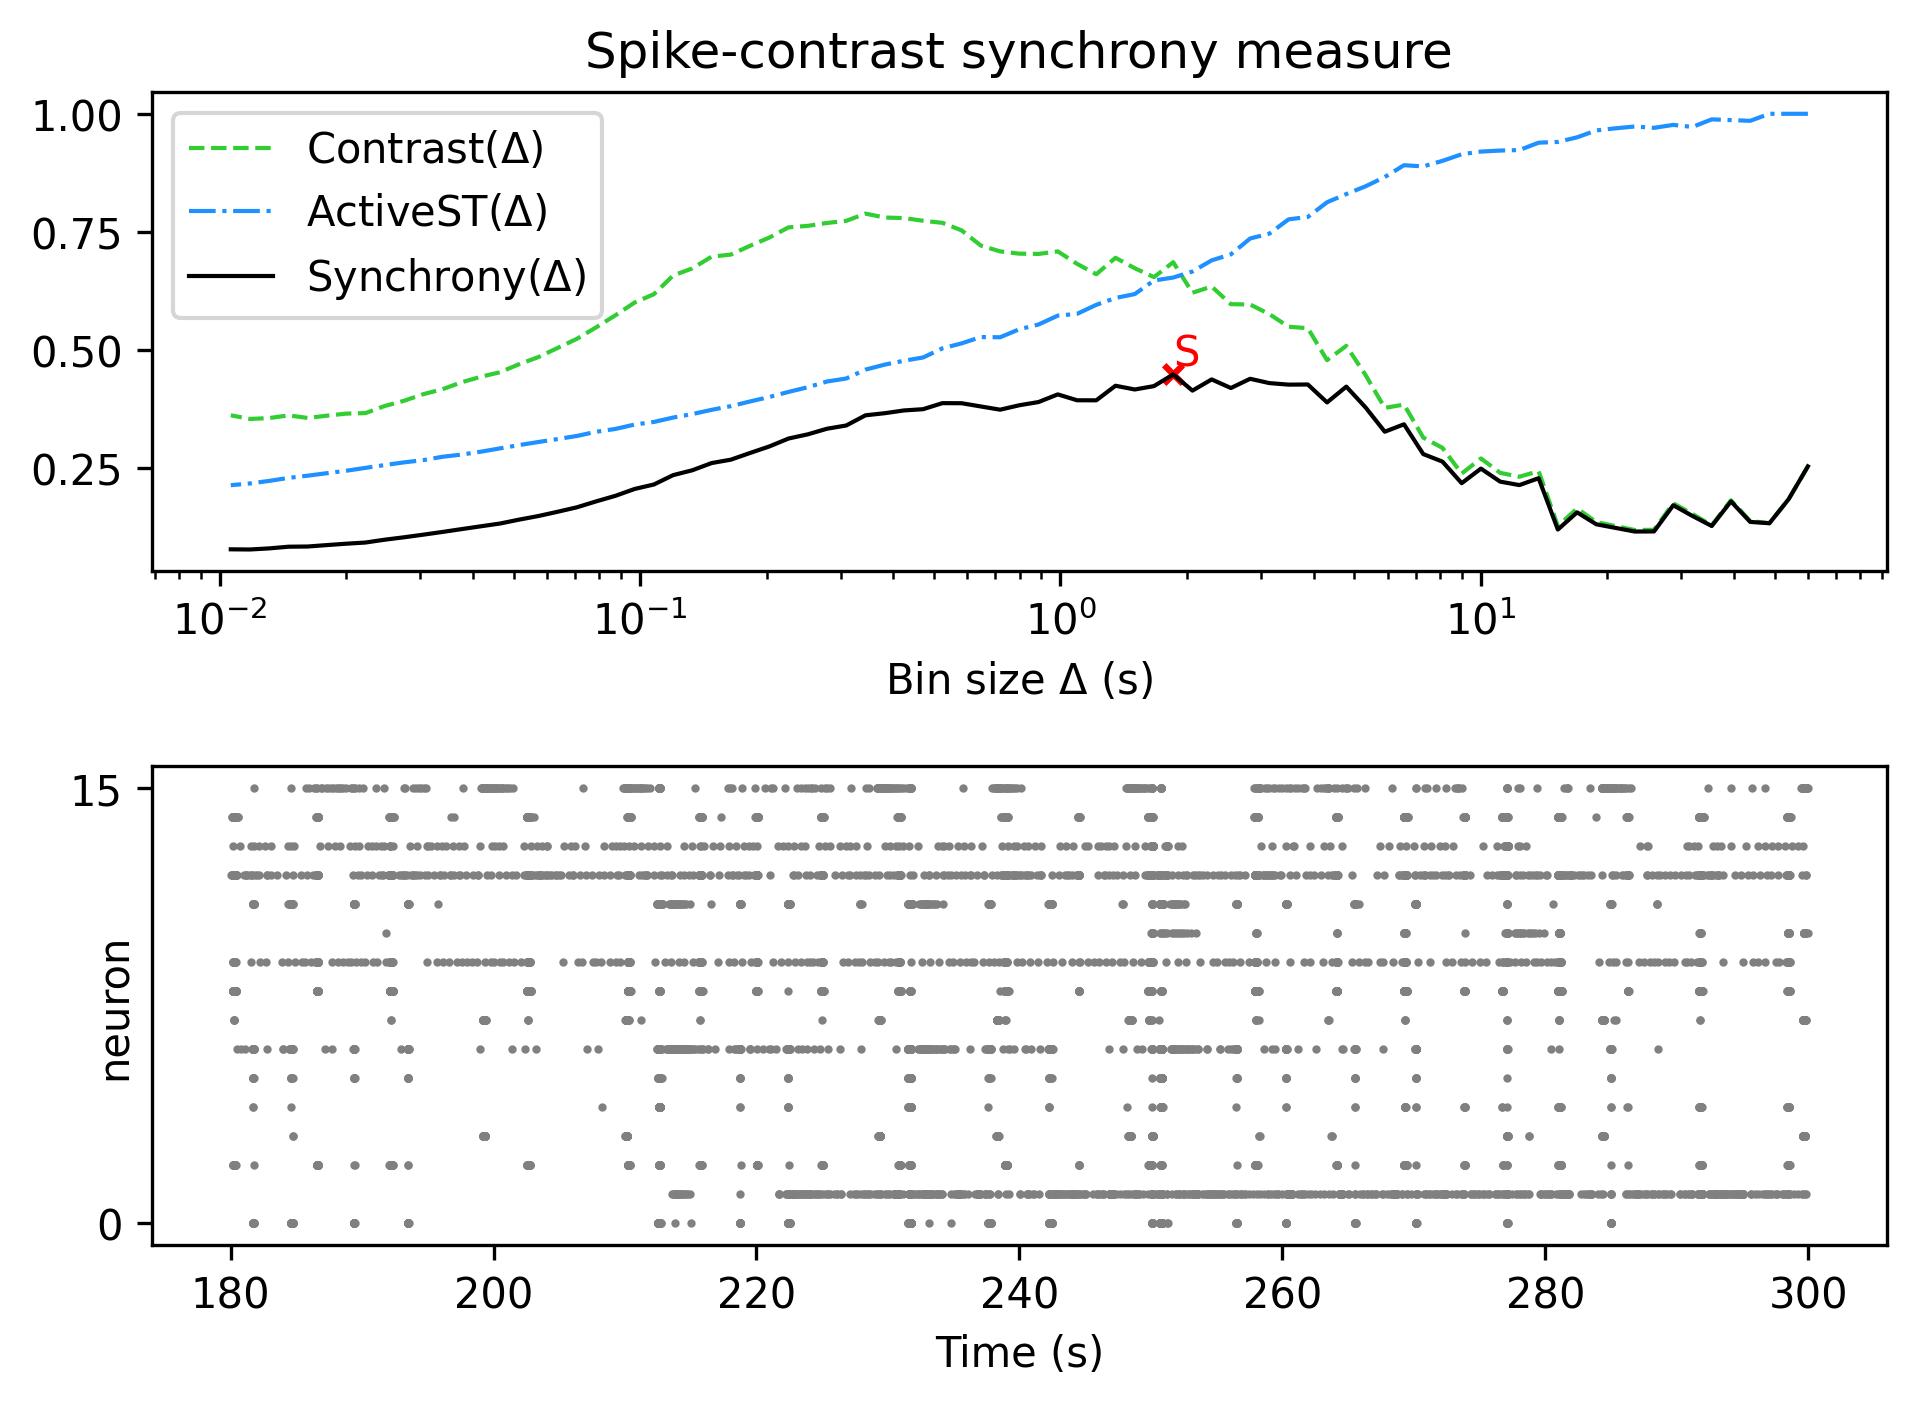 Spike-contrast synchrony measure
1.00
0.75
0.50
0.25
Contrast(Δ)
ActiveST(Δ)
Synchrony(Δ)
S
10⁻² 10⁻¹ 10⁰ 10¹
Bin size Δ (s)
15
0
neuron
180 200 220 240 260 280 300
Time (s)